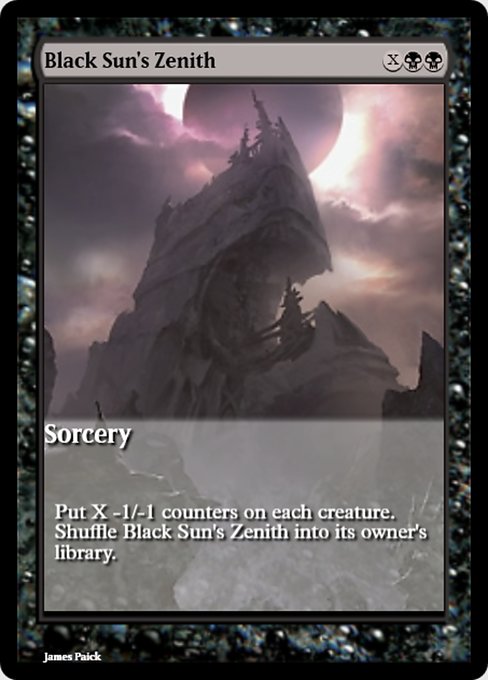 Black Sun's Zenith X
Sorcery
Put X -1/-1 counters on each creature.
Shuffle Black Sun's Zenith into its owner's
library.
James Paick